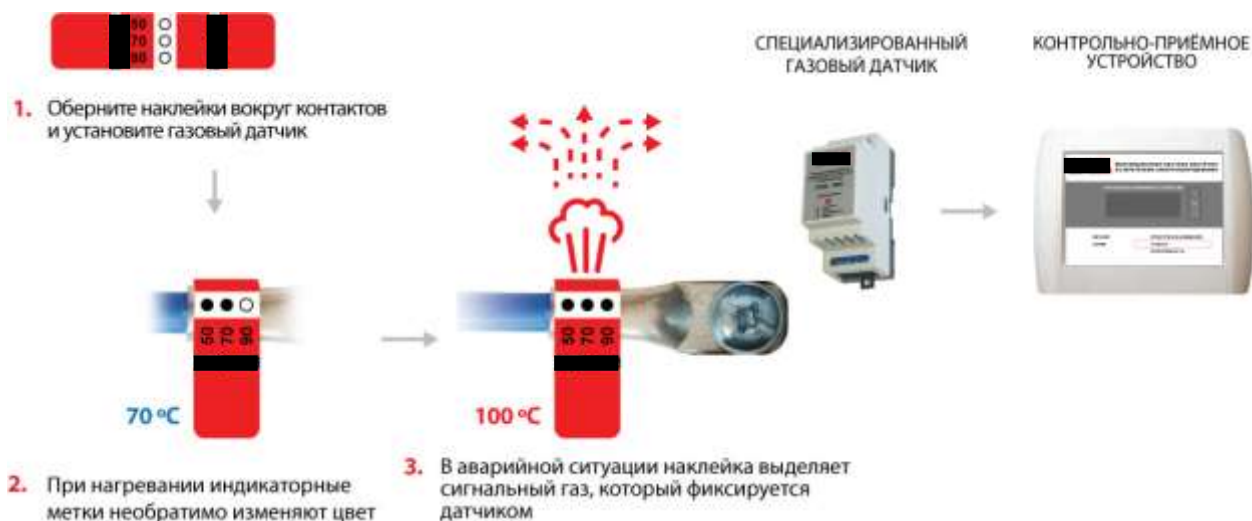 50
70
90
1. Оберните наклейки вокруг контактов
и установите газовый датчик
СПЕЦИАЛИЗИРОВАННЫЙ
ГАЗОВЫЙ ДАТЧИК
КОНТРОЛЬНО-ПРИЁМНОЕ
УСТРОЙСТВО
50 70 90
70 ºC
50 70 90
100 ºC
2. При нагревании индикаторные
метки необратимо изменяют цвет
3. В аварийной ситуации наклейка выделяет
сигнальный газ, который фиксируется
датчиком